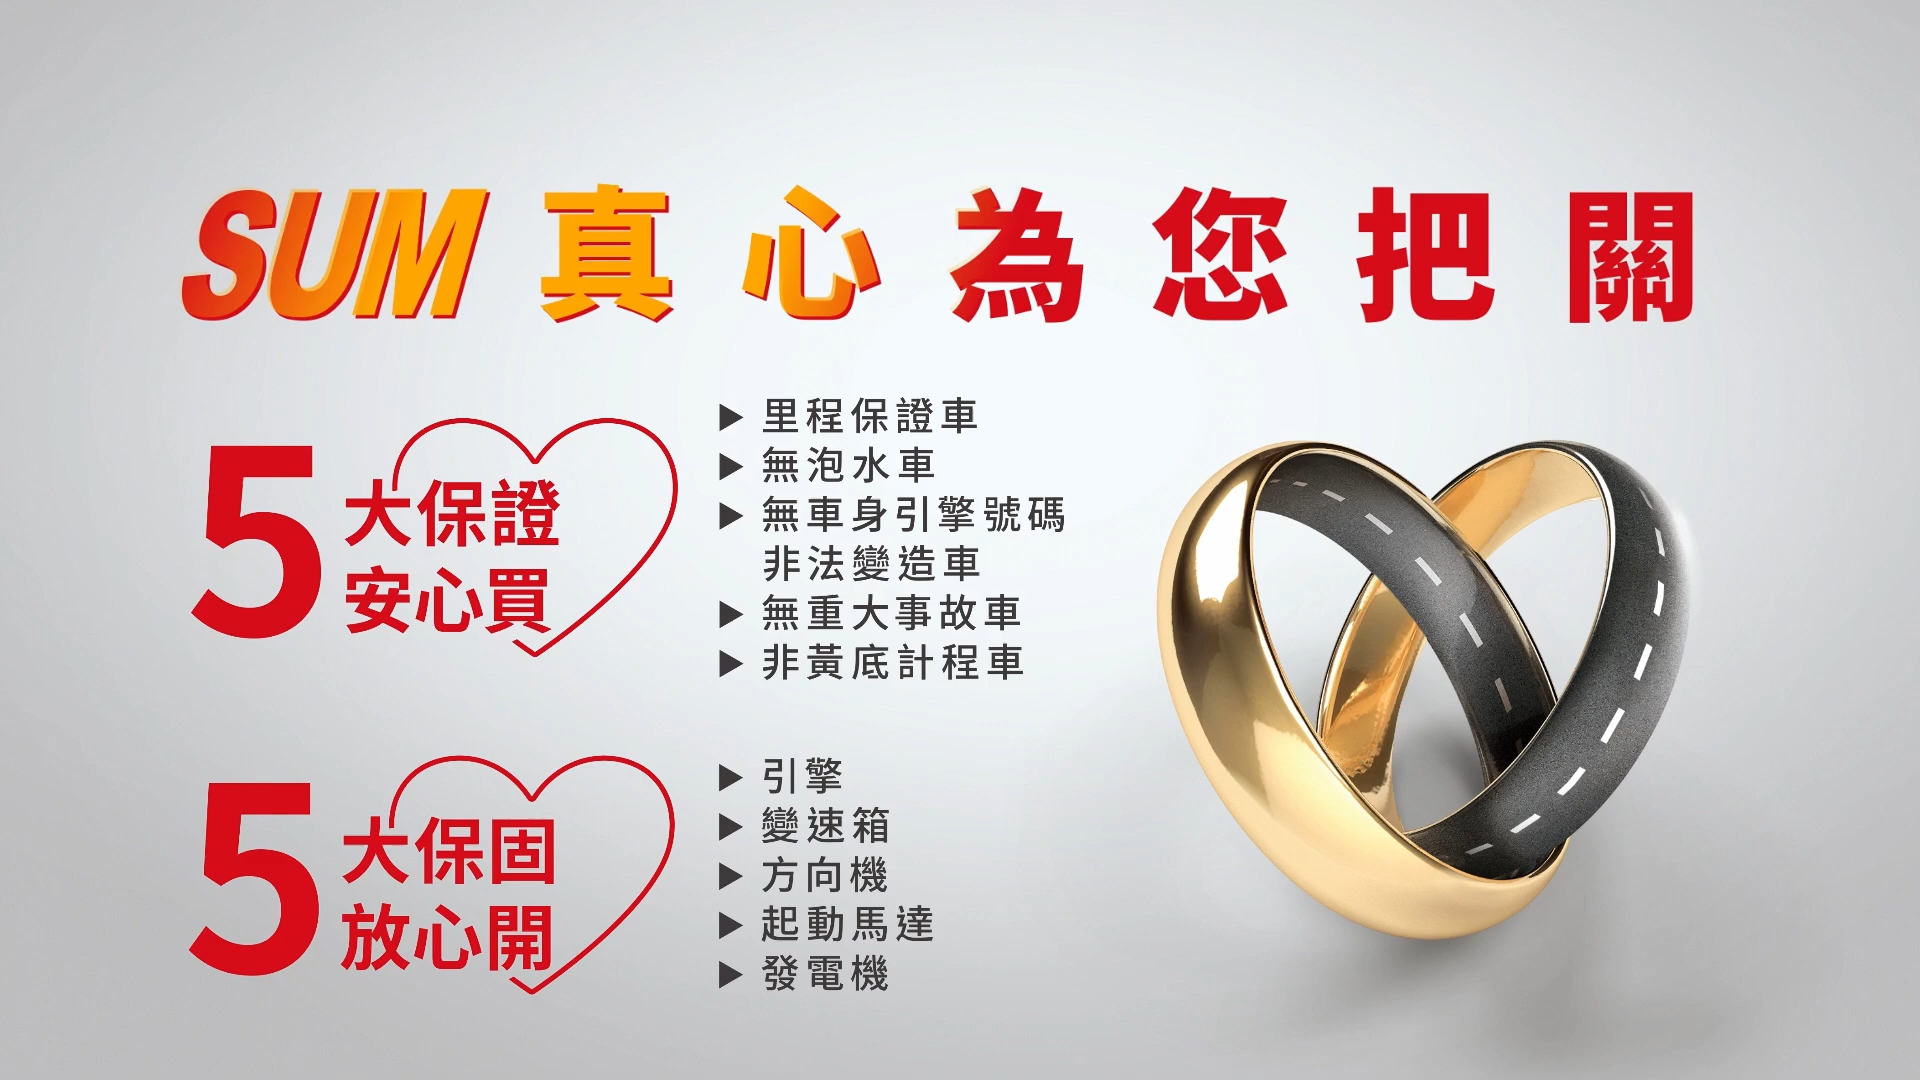 SUM 真心為您把關
5大保證
安心買
▶ 里程保證車
▶ 無泡水車
▶ 無車身引擎號碼
非法變造車
▶ 無重大事故車
▶ 非黃底計程車
5大保固
放心開
▶ 引擎
▶ 變速箱
▶ 方向機
▶ 起動馬達
▶ 發電機